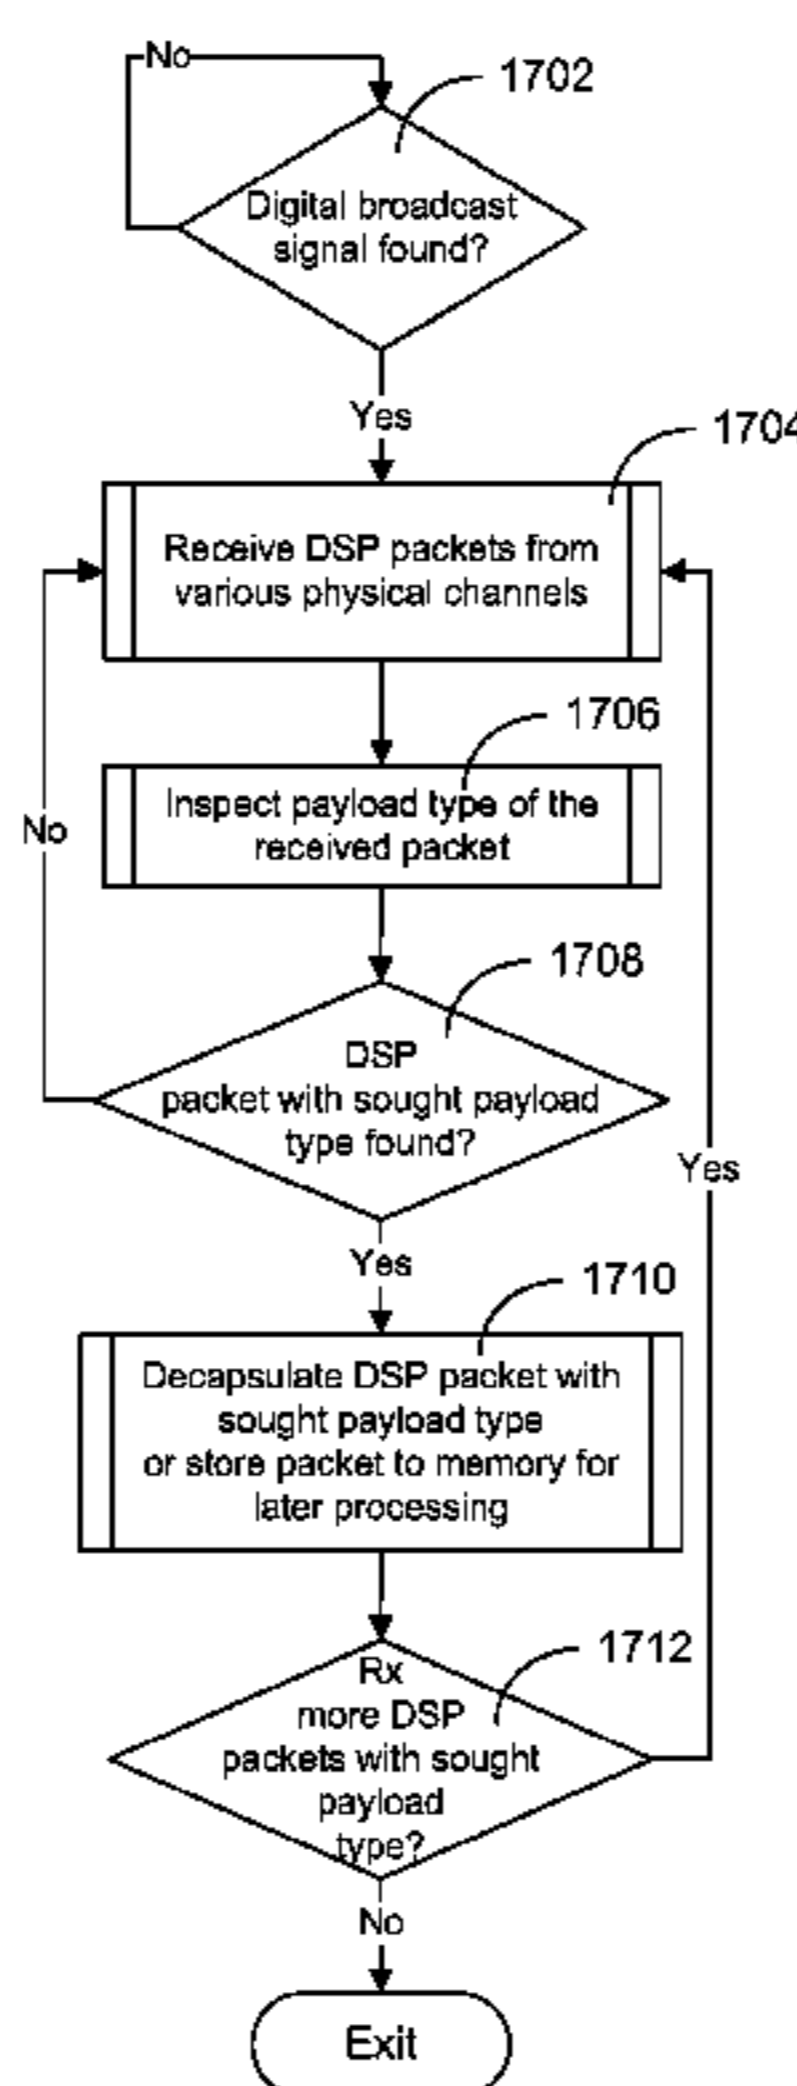 No
1702
Digital broadcast
signal found?
Yes
1704
Receive DSP packets from
various physical channels
1706
Inspect payload type of the
received packet
No
1708
DSP
packet with sought payload
type found?
Yes
Yes
1710
Decapsulate DSP packet with
sought payload type
or store packet to memory for
later processing
1712
Rx
more DSP
packets with sought
payload
type?
No
Exit